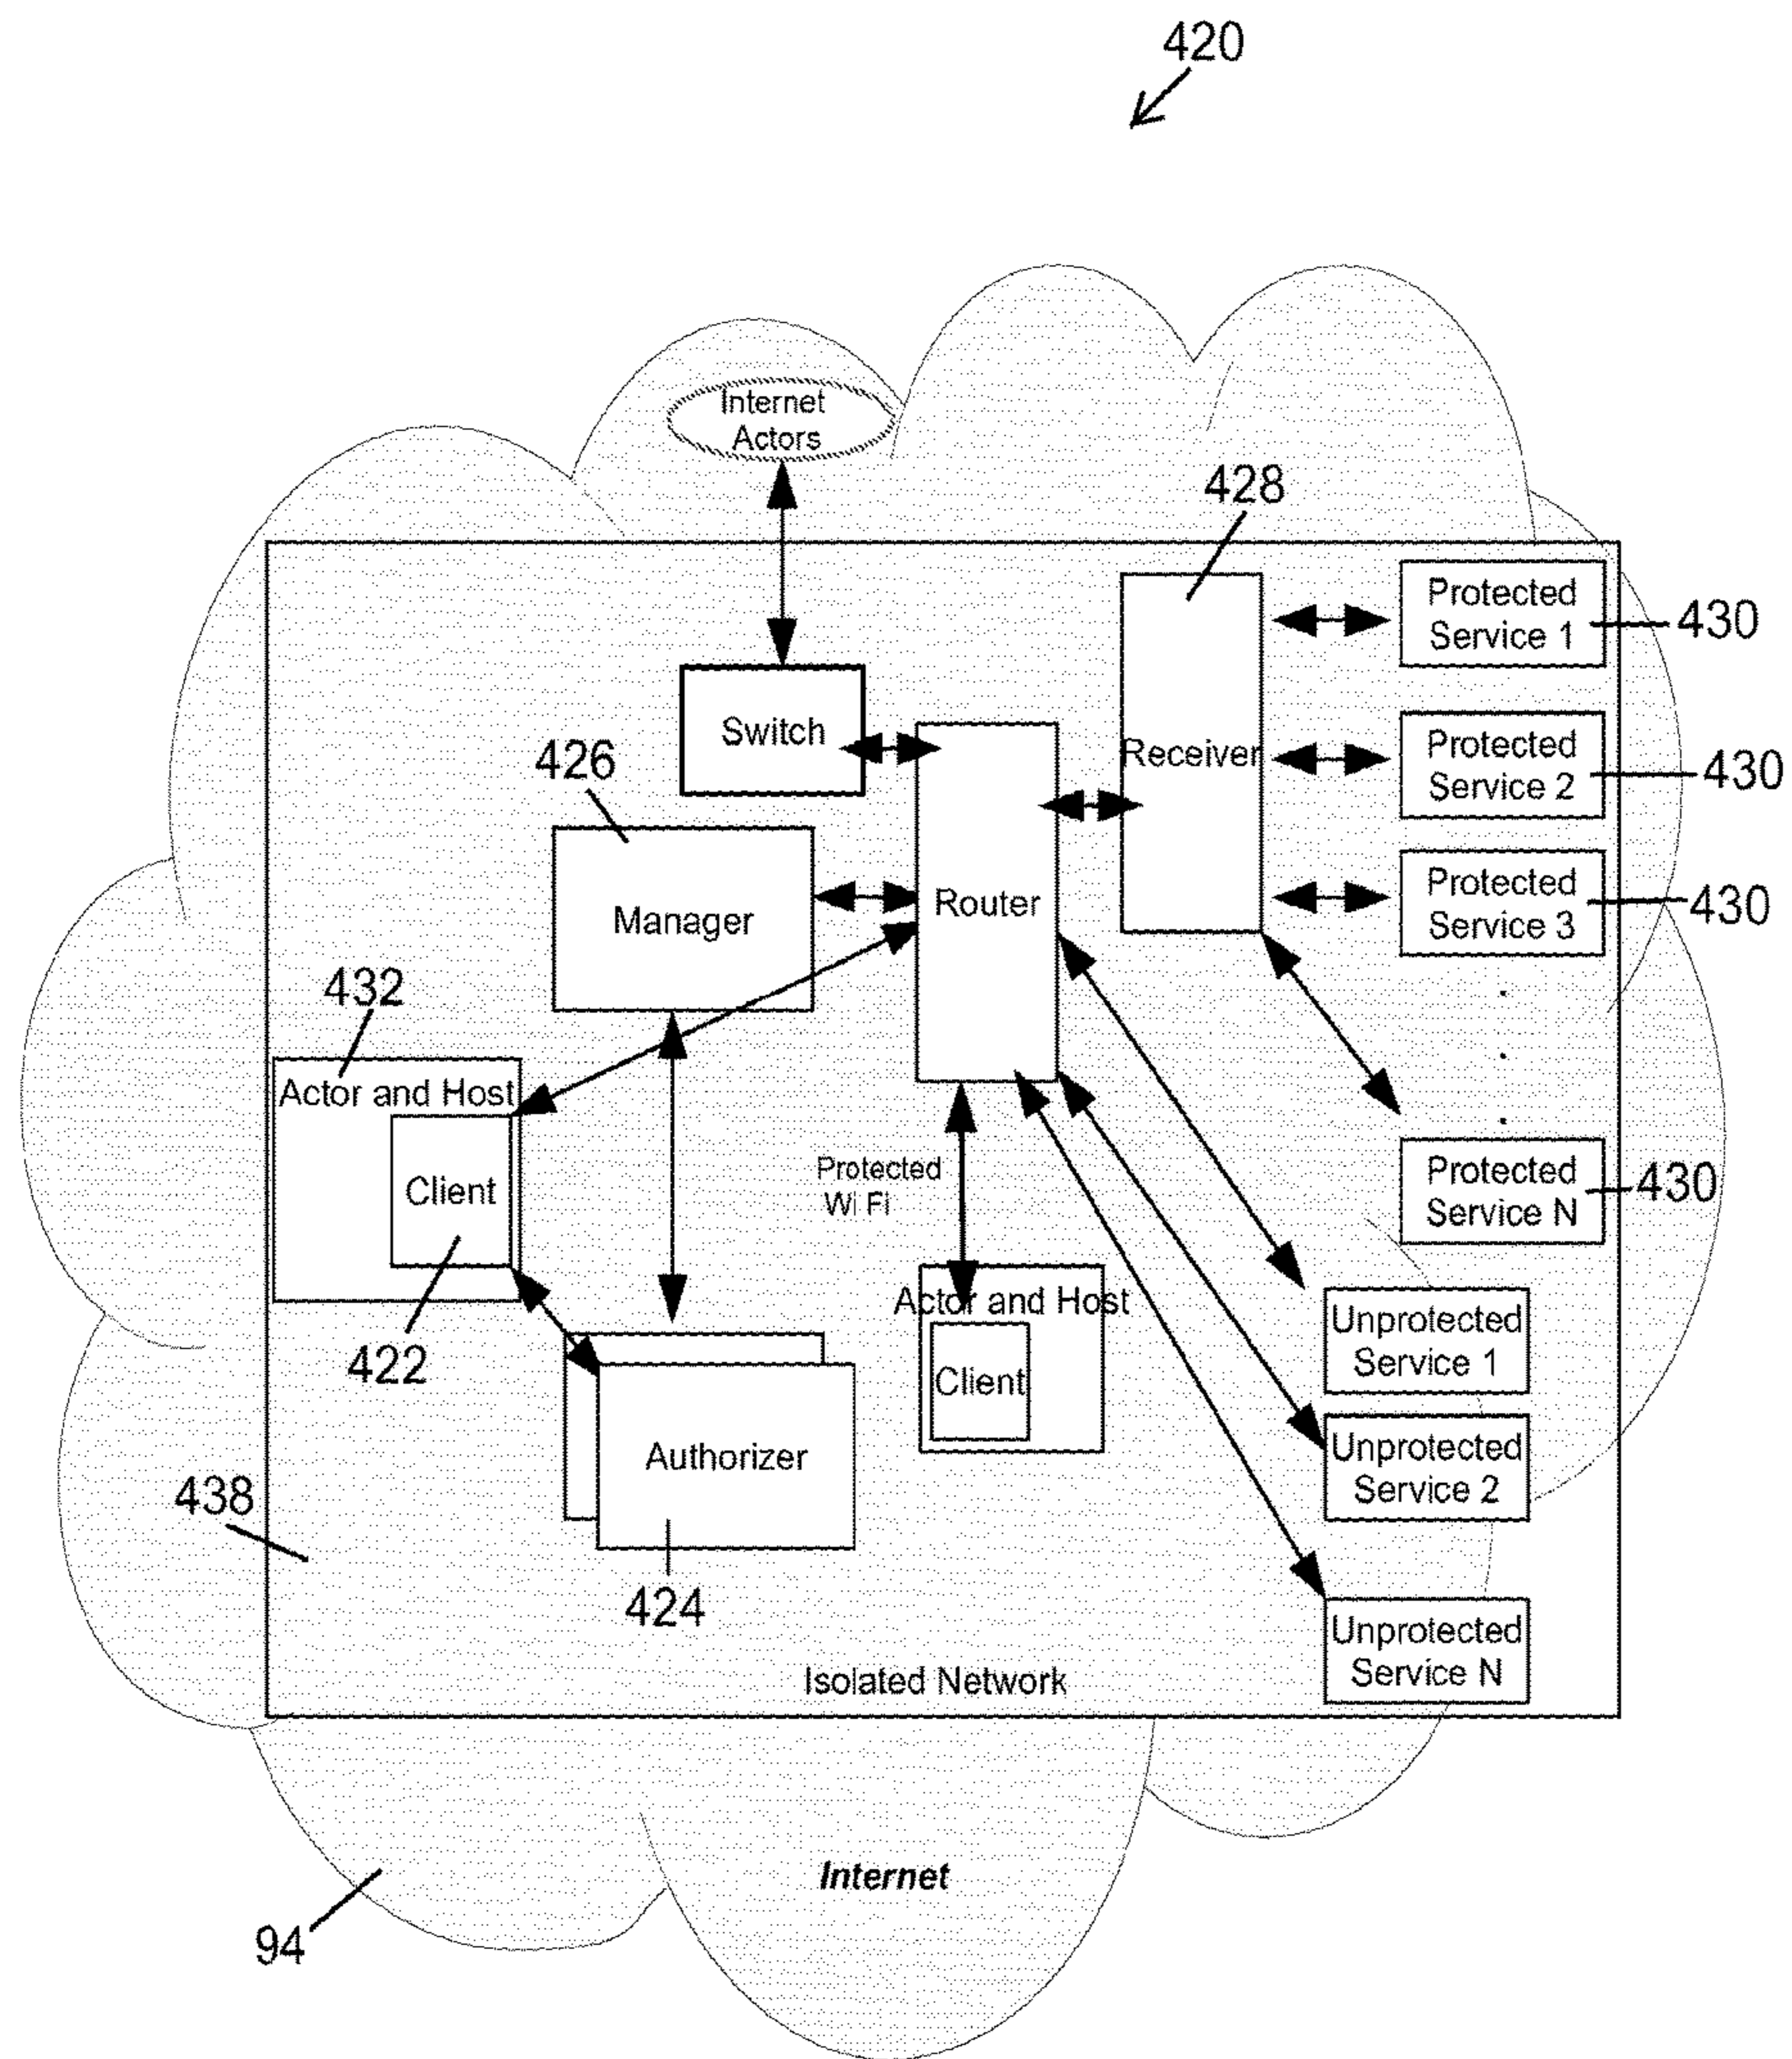 420
Internet
Actors
428
Protected
Service 1
430
Switch
426
Receiver
Protected
Service 2
430
Manager
Router
Protected
Service 3
430
432
Actor and Host
Client
Protected
Wi Fi
Protected
Service N
430
422
Actor and Host
Client
Unprotected
Service 1
Authorizer
Unprotected
Service 2
438
424
Unprotected
Service N
Isolated Network
Internet
94